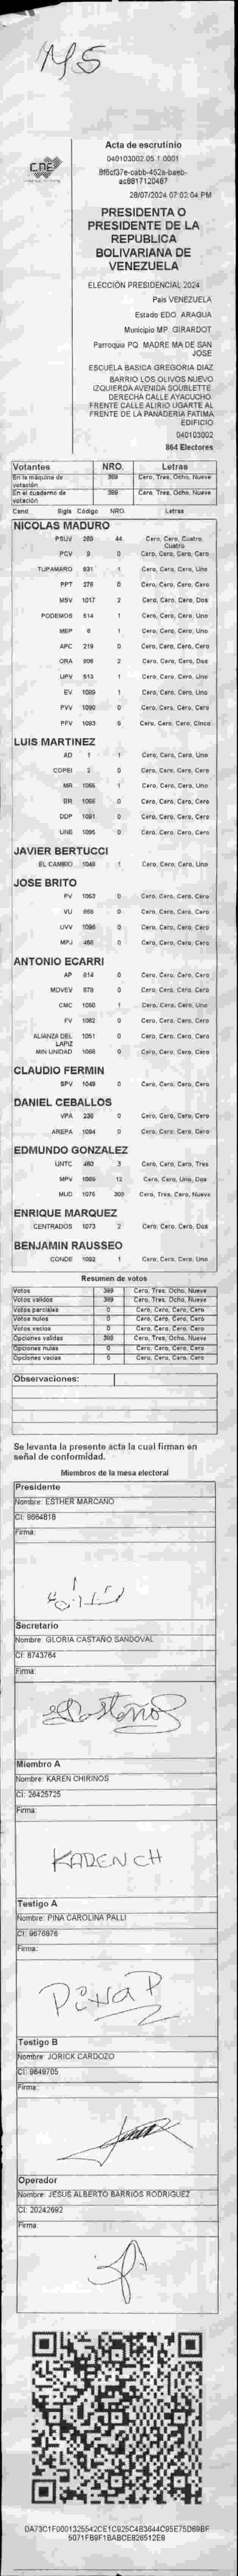 M5
CNE
Acta de escrutinio
040103002.05.1.0001
28/07/2024 07:02:04 PM
PRESIDENTA O
PRESIDENTE DE LA
REPUBLICA
BOLIVARIANA DE
VENEZUELA
ELECCIÓN PRESIDENCIAL 2024
Pais VENEZUELA
Estado EDO. ARAGUA
Municipio MP. GIRARDOT
Parroquia PQ. MADRE MA DE SAN
JOSE
ESCUELA BASICA GREGORIA DIAZ
BARRIO LOS OLIVOS NUEVO
IZQUIERDA AVENIDA SOUBLETTE.
DERECHA CALLE AYACUCHO.
FRENTE CALLE ALIRIO UGARTE AL
FRENTE DE LA PANADERIA FATIMA
EDIFICIO
040103002
864 Electores
Votantes NRO. Letras
En la máquina de votación 389 Cero, Tres, Ocho, Nueve
En el cuaderno de votación 389 Cero, Tres, Ocho, Nueve
Cand Sigla Código NRO. Letras
NICOLAS MADURO
PSUV 289 44 Cero, Cero, Cuatro, Cuatro
PCV 9 0 Cero, Cero, Cero, Cero
TUPAMARO 931 1 Cero, Cero, Cero, Uno
PPT 276 0 Cero, Cero, Cero, Cero
MSV 1017 2 Cero, Cero, Cero, Dos
PODEMOS 514 1 Cero, Cero, Cero, Uno
MEP 6 1 Cero, Cero, Cero, Uno
APC 219 0 Cero, Cero, Cero, Cero
ORA 906 2 Cero, Cero, Cero, Dos
UPV 513 1 Cero, Cero, Cero, Uno
EV 1099 1 Cero, Cero, Cero, Uno
PVV 1090 0 Cero, Cero, Cero, Cero
PFV 1093 Cero, Cero, Cero, Cinco
LUIS MARTINEZ
AD 1 1 Cero, Cero, Cero, Uno
COPEI 2 0 Cero, Cero, Cero, Cero
MR 1065 1 Cero, Cero, Cero, Uno
BR 1066 0 Cero, Cero, Cero, Cero
DDP 1091 0 Cero, Cero, Cero, Cero
UNE 1095 0 Cero, Cero, Cero, Cero
JAVIER BERTUCCI
EL CAMBIO 1048 1 Cero, Cero, Cero, Uno
JOSE BRITO
PV 1053 0 Cero, Cero, Cero, Cero
VU 856 0 Cero, Cero, Cero, Cero
UVV 1096 0 Cero, Cero, Cero, Cero
MPJ 456 0 Cero, Cero, Cero, Cero
ANTONIO ECARRI
AP 814 0 Cero, Cero, Cero, Cero
MOVEV 878 0 Cero, Cero, Cero, Cero
CMC 1050 1 Cero, Cero, Cero, Uno
FV 1082 0 Cero, Cero, Cero, Cero
ALIANZA DEL LAPIZ 1051 0 Cero, Cero, Cero, Cero
MIN UNIDAD 1068 0 Cero, Cero, Cero, Cero
CLAUDIO FERMIN
SPV 1049 0 Cero, Cero, Cero, Cero
DANIEL CEBALLOS
VPA 236 0 Cero, Cero, Cero, Cero
AREPA 1094 0 Cero, Cero, Cero, Cero
EDMUNDO GONZALEZ
UNTC 480 3 Cero, Cero, Cero, Tres
MPV 1069 12 Cero, Cero, Uno, Dos
MUD 1076 309 Cero, Tres, Cero, Nueve
ENRIQUE MARQUEZ
CENTRADOS 1073 2 Cero, Cero, Cero, Dos
BENJAMIN RAUSSEO
CONDE 1092 1 Cero, Cero, Cero, Uno
Resumen de votos
Votos 389 Cero, Tres, Ocho, Nueve
Votos validos 389 Cero, Tres, Ocho, Nueve
Votos parciales 0 Cero, Cero, Cero, Cero
Votos nulos 0 Cero, Cero, Cero, Cero
Votos vacios 0 Cero, Cero, Cero, Cero
Opciones validas 389 Cero, Tres, Ocho, Nueve
Opciones nulas 0 Cero, Cero, Cero, Cero
Opciones vacias 0 Cero, Cero, Cero, Cero
Observaciones:
Se levanta la presente acta la cual firman en
señal de conformidad.
Miembros de la mesa electoral
Presidente
Nombre: ESTHER MARCANO
CI: 9664818
Firma:
Secretario
Nombre: GLORIA CASTAÑO SANDOVAL
CI: 8743764
Firma:
Miembro A
Nombre: KAREN CHIRINOS
CI: 26425725
Firma:
KAREN CH
Testigo A
Nombre: PINA CAROLINA PALLI
CI: 9676976
Firma:
Pina P
Testigo B
Nombre: JORICK CARDOZO
CI: 9649705
Firma:
Operador
Nombre: JESUS ALBERTO BARRIOS RODRIGUEZ
CI: 20242692
Firma: